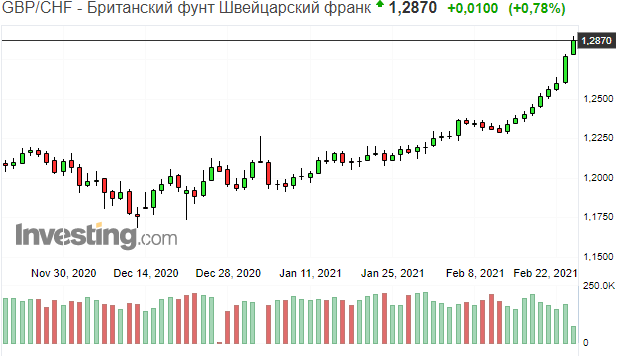 GBP/CHF - Британский фунт Швейцарский франк 1,2870 +0,0100 (+0,78%)
1,2870
1,2500
1,2250
1,2000
1,1750
Investing.com
1,1500
Nov 30, 2020 Dec 14, 2020 Dec 28, 2020 Jan 11, 2021 Jan 25, 2021 Feb 8, 2021 Feb 22, 2021
250.0K
0